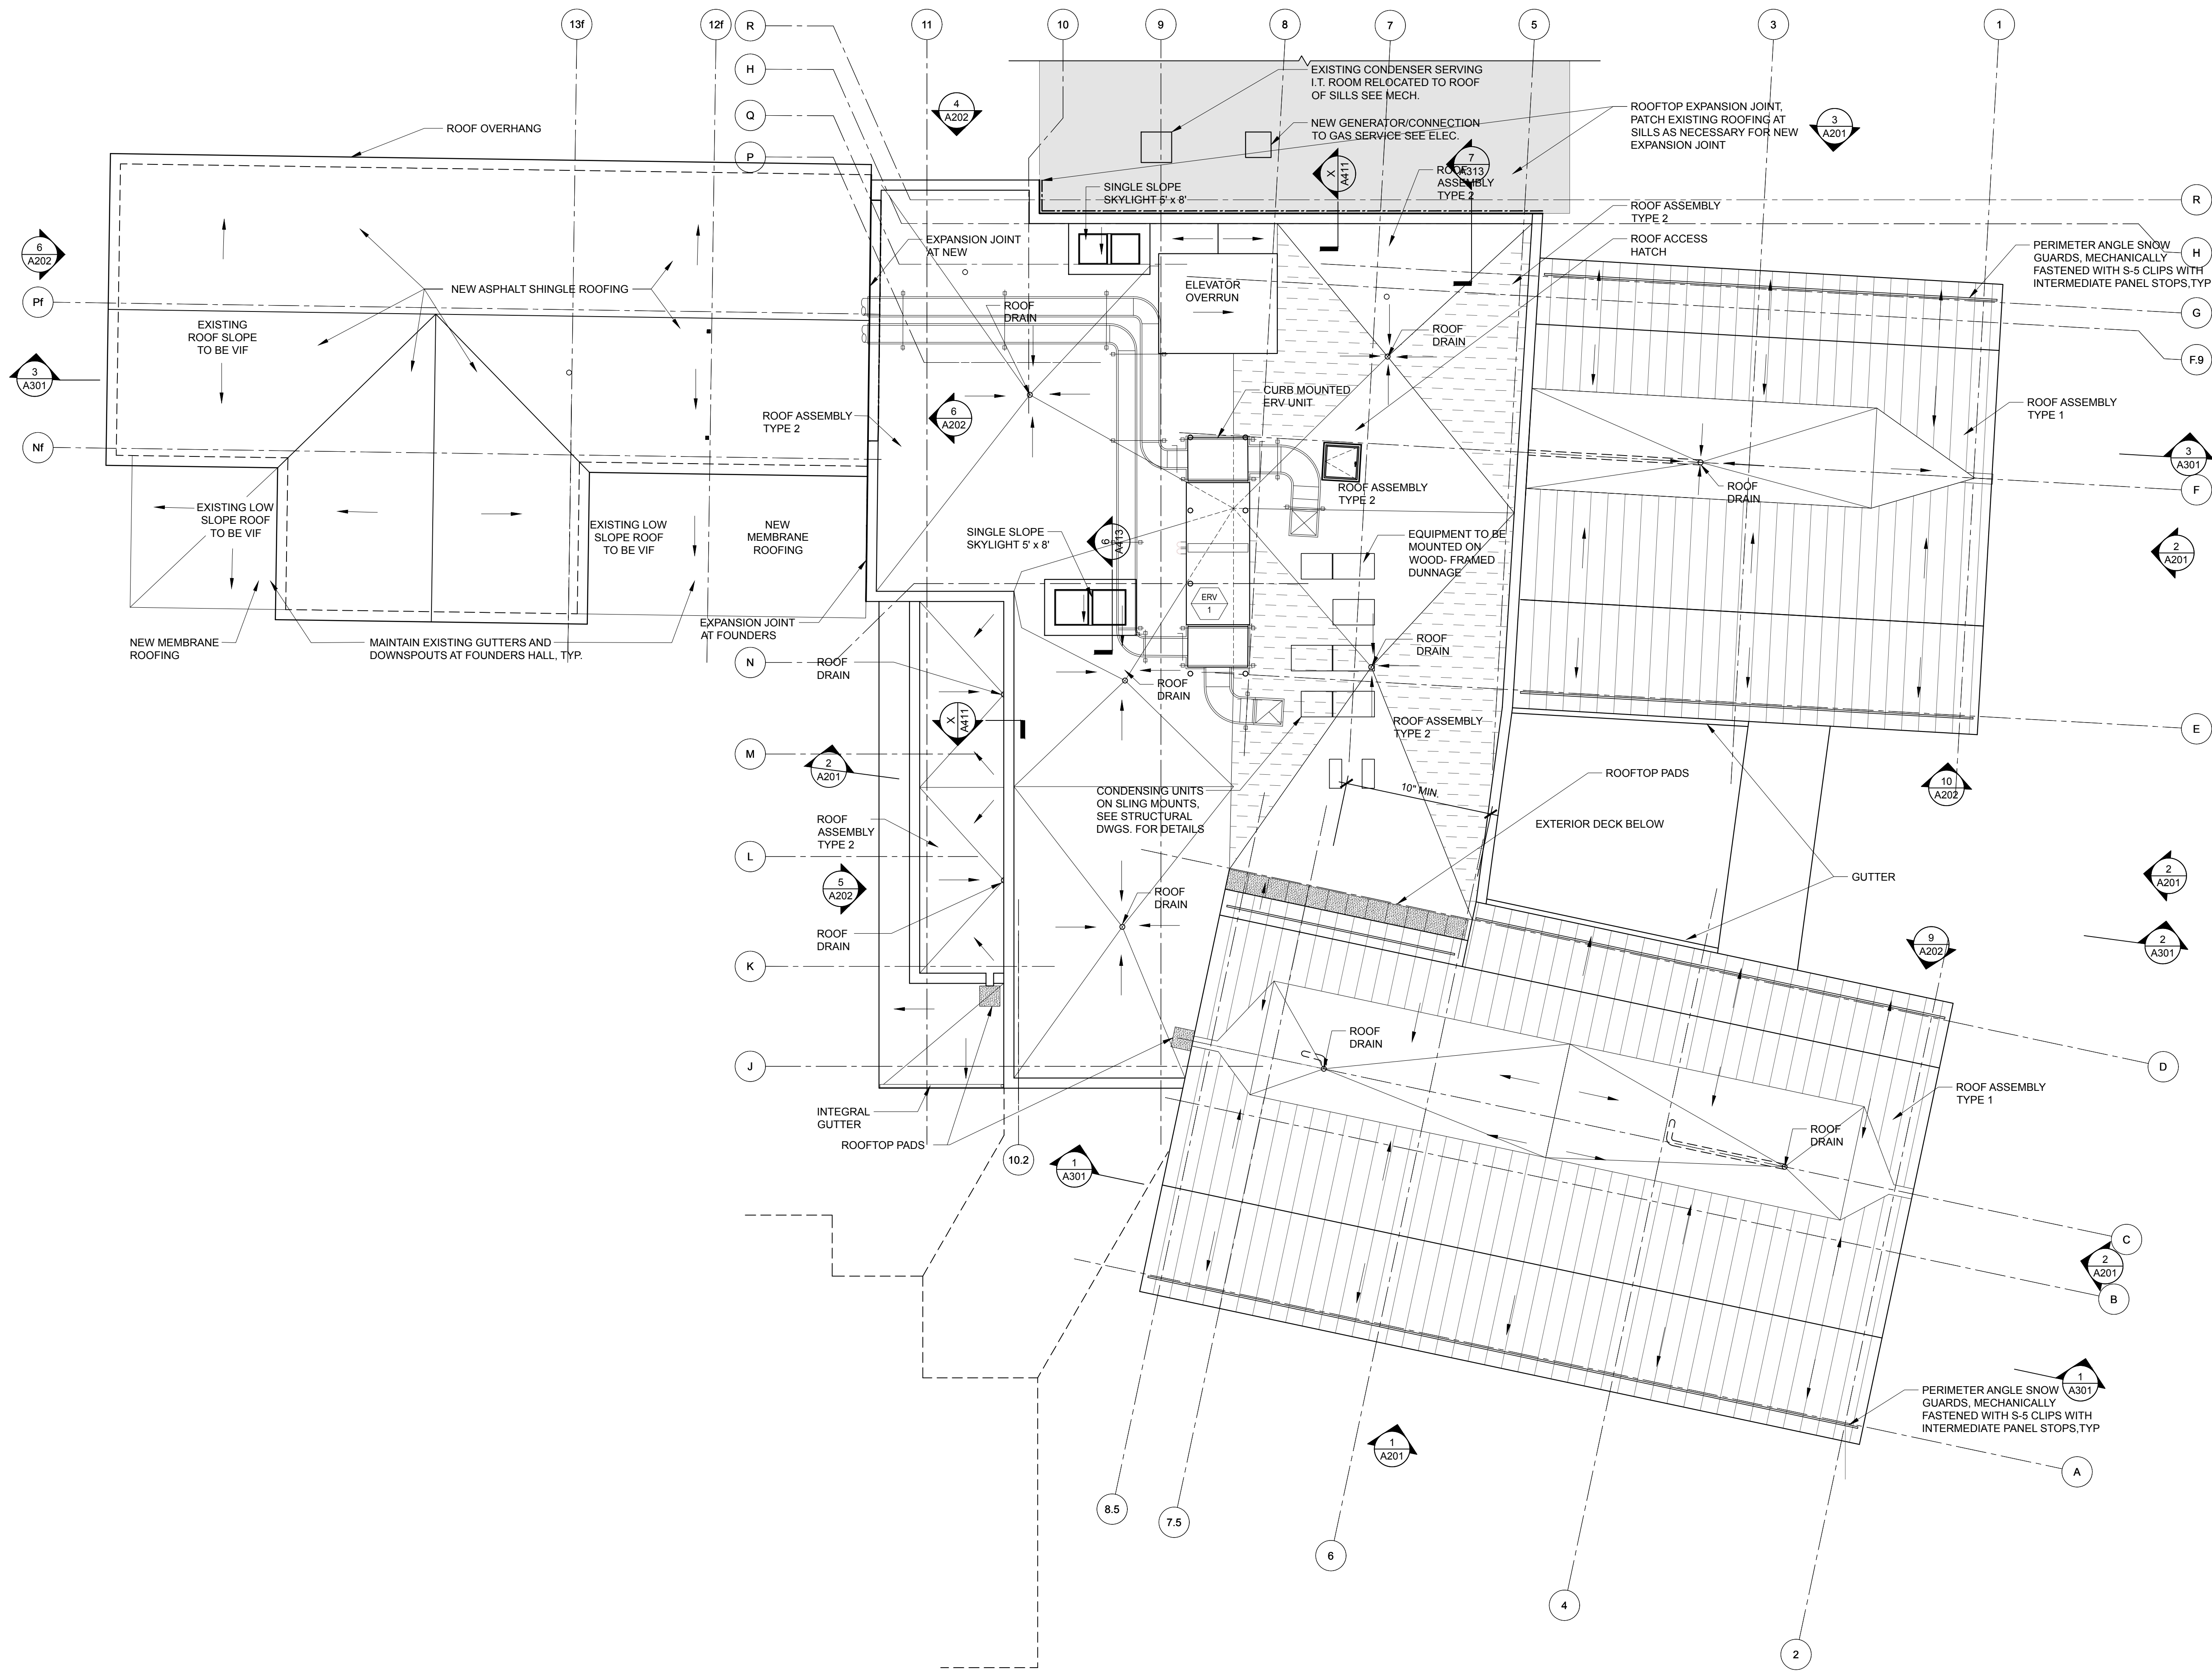 13f
12f
R
11
10
9
8
7
5
3
1
H
Q
P
4
A202
EXISTING CONDENSER SERVING
I.T. ROOM RELOCATED TO ROOF
OF SILLS SEE MECH.
NEW GENERATOR/CONNECTION
TO GAS SERVICE SEE ELEC.
ROOFTOP EXPANSION JOINT,
PATCH EXISTING ROOFING AT
SILLS AS NECESSARY FOR NEW
EXPANSION JOINT
3
A201
ROOF OVERHANG
X
A411
7
A313
ROOF
ASSEMBLY
TYPE 2
SINGLE SLOPE
SKYLIGHT 5' x 8'
ROOF ASSEMBLY
TYPE 2
R
6
A202
EXPANSION JOINT
AT NEW
ROOF ACCESS
HATCH
PERIMETER ANGLE SNOW
GUARDS, MECHANICALLY
FASTENED WITH S-5 CLIPS WITH
INTERMEDIATE PANEL STOPS,TYP
H
Pf
NEW ASPHALT SHINGLE ROOFING
ELEVATOR
OVERRUN
ROOF
DRAIN
G
EXISTING
ROOF SLOPE
TO BE VIF
ROOF
DRAIN
F.9
3
A301
CURB MOUNTED
ERV UNIT
ROOF ASSEMBLY
TYPE 2
6
A202
ROOF ASSEMBLY
TYPE 1
Nf
3
A301
F
ROOF ASSEMBLY
TYPE 2
ROOF
DRAIN
EXISTING LOW
SLOPE ROOF
TO BE VIF
EXISTING LOW
SLOPE ROOF
TO BE VIF
NEW
MEMBRANE
ROOFING
SINGLE SLOPE
SKYLIGHT 5' x 8'
6
A413
EQUIPMENT TO BE
MOUNTED ON
WOOD- FRAMED
DUNNAGE
2
A201
ERV
1
EXPANSION JOINT
AT FOUNDERS
NEW MEMBRANE
ROOFING
MAINTAIN EXISTING GUTTERS AND
DOWNSPOUTS AT FOUNDERS HALL, TYP.
N
ROOF
DRAIN
ROOF
DRAIN
ROOF
DRAIN
X
A411
ROOF ASSEMBLY
TYPE 2
E
M
2
A201
ROOFTOP PADS
10
A202
CONDENSING UNITS
ON SLING MOUNTS,
SEE STRUCTURAL
DWGS. FOR DETAILS
10" MIN.
ROOF
ASSEMBLY
TYPE 2
EXTERIOR DECK BELOW
L
5
A202
GUTTER
2
A201
ROOF
DRAIN
ROOF
DRAIN
9
A202
2
A301
K
ROOF
DRAIN
J
D
ROOF ASSEMBLY
TYPE 1
INTEGRAL
GUTTER
ROOFTOP PADS
ROOF
DRAIN
10.2
1
A301
C
2
A201
B
1
A301
PERIMETER ANGLE SNOW
GUARDS, MECHANICALLY
FASTENED WITH S-5 CLIPS WITH
INTERMEDIATE PANEL STOPS,TYP
1
A201
A
8.5
7.5
6
4
2